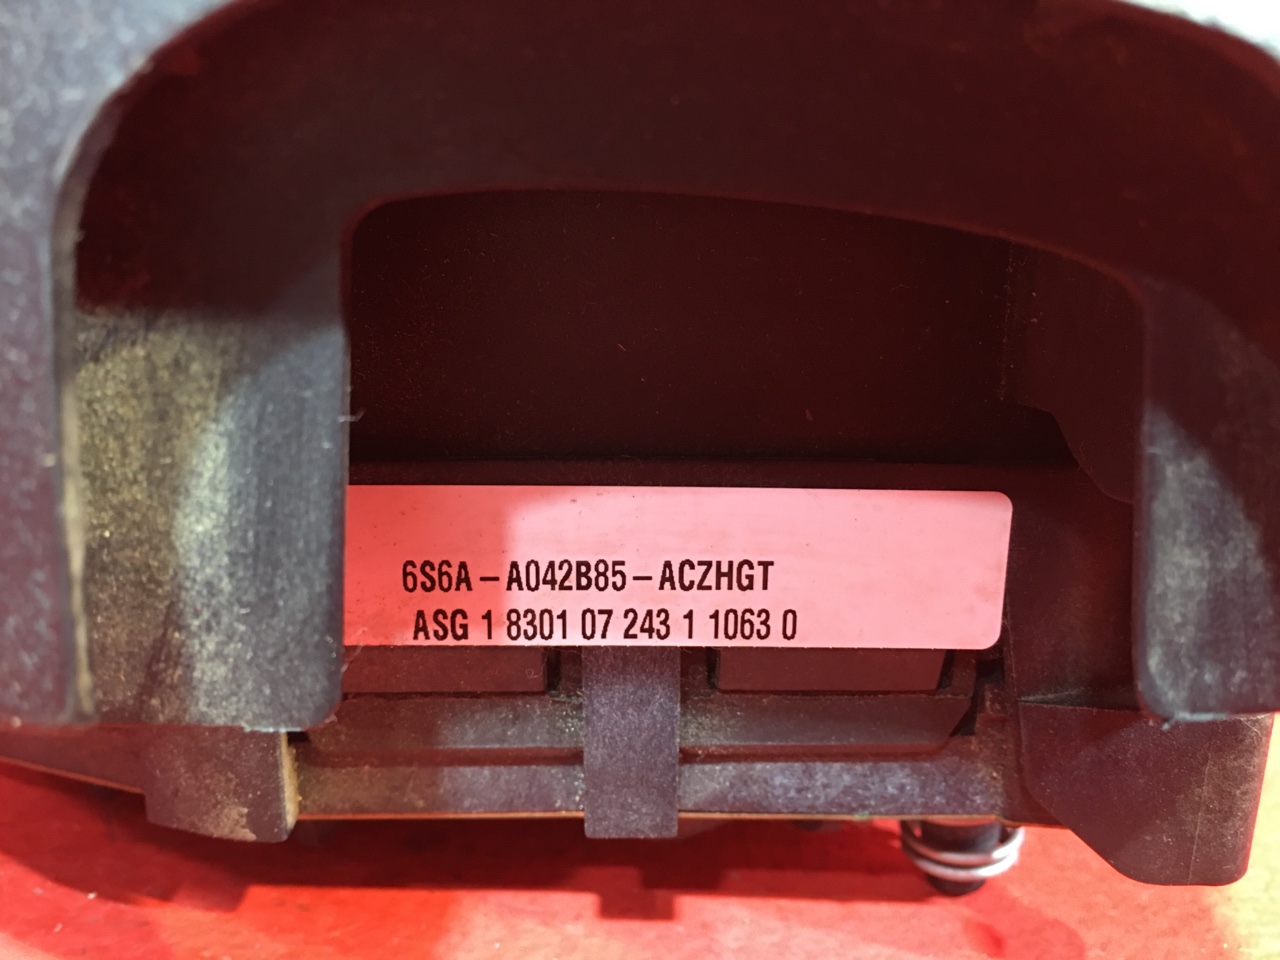 6S6A-A042B85-ACZHGT
ASG 1 8301 07 243 1 1063 0